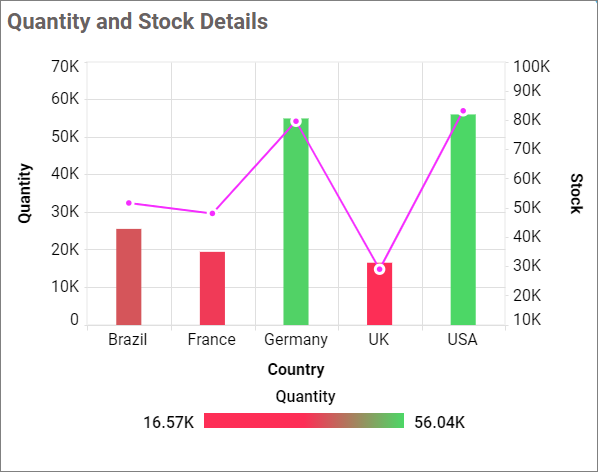 Quantity and Stock Details
70K
60K
50K
40K
30K
20K
10K
0
Quantity
100K
90K
80K
70K
60K
50K
40K
30K
20K
10K
Stock
Brazil France Germany UK USA
Country
Quantity
16.57K 56.04K